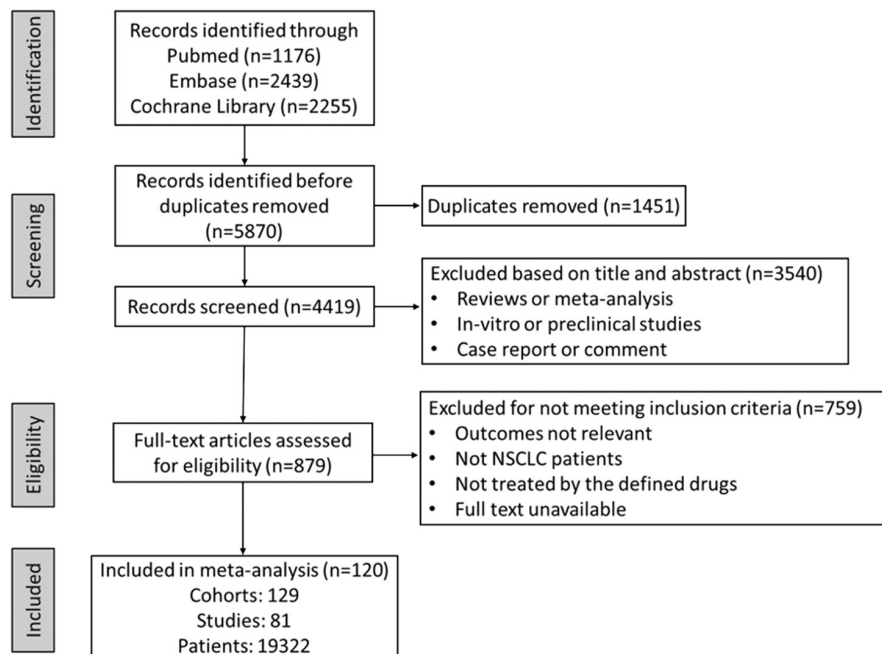 Identification
Records identified through
Pubmed (n=1176)
Embase (n=2439)
Cochrane Library (n=2255)
Screening
Records identified before
duplicates removed
(n=5870)
Duplicates removed (n=1451)
Records screened (n=4419)
Excluded based on title and abstract (n=3540)
• Reviews or meta-analysis
• In-vitro or preclinical studies
• Case report or comment
Eligibility
Full-text articles assessed
for eligibility (n=879)
Excluded for not meeting inclusion criteria (n=759)
• Outcomes not relevant
• Not NSCLC patients
• Not treated by the defined drugs
• Full text unavailable
Included
Included in meta-analysis (n=120)
Cohorts: 129
Studies: 81
Patients: 19322